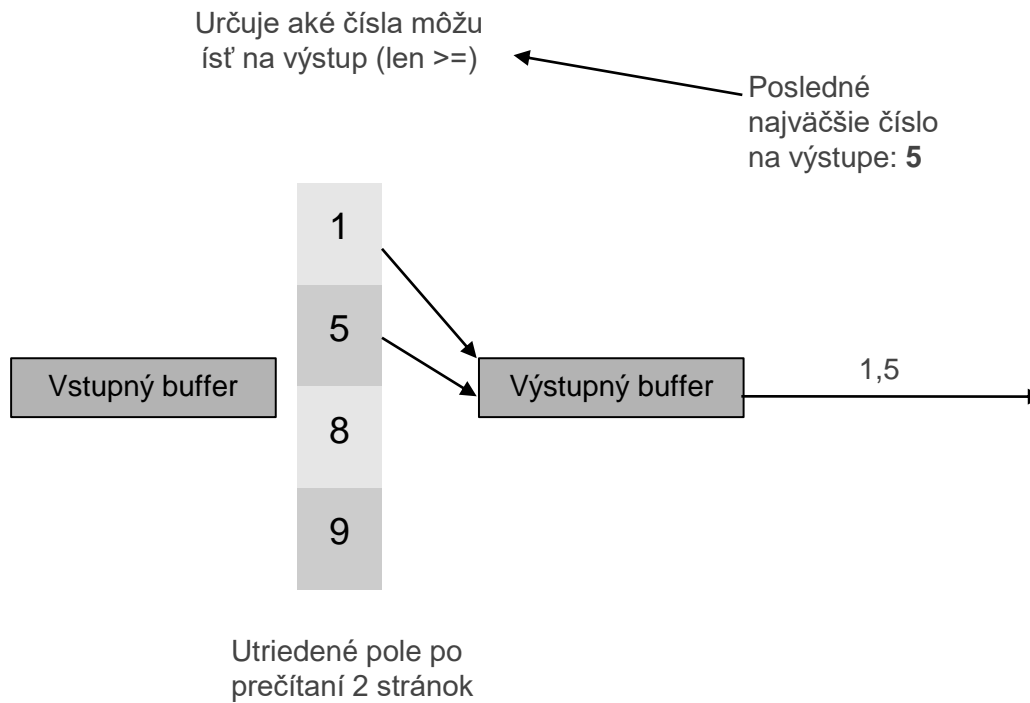 Určuje aké čísla môžu
ísť na výstup (len >=)
Posledné
najväčšie číslo
na výstupe: 5
1
5
8
9
Vstupný buffer
Výstupný buffer
1,5
Utriedené pole po
prečítaní 2 stránok